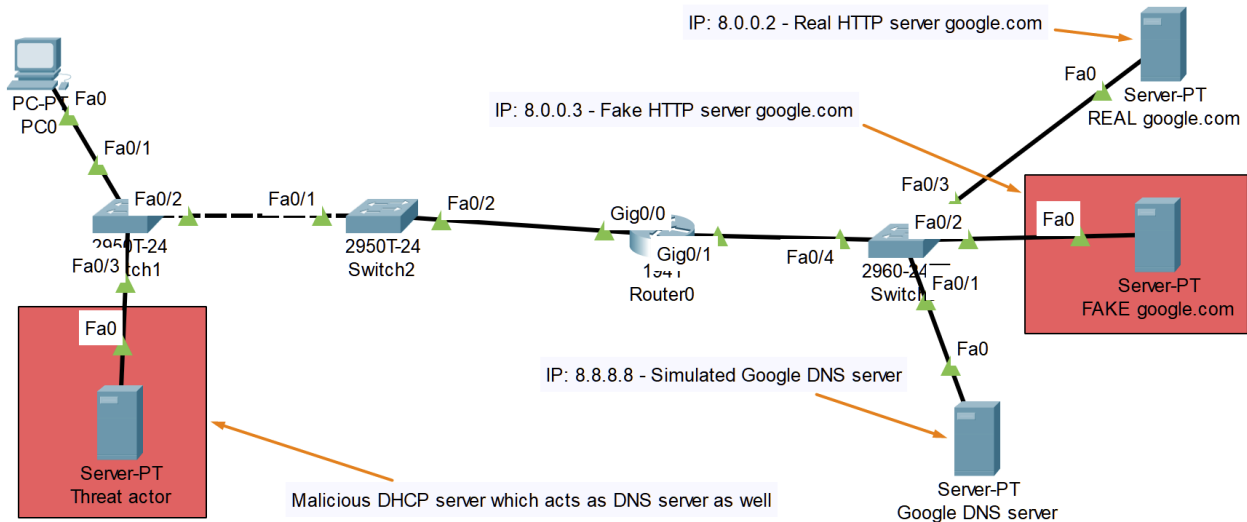 IP: 8.0.0.2 - Real HTTP server google.com
Fa0
PC-PT
PC0
Fa0
Server-PT
REAL google.com
IP: 8.0.0.3 - Fake HTTP server google.com
Fa0/1
Fa0/2
Fa0/1
Fa0/2
Gig0/0
Fa0/3
Fa0/2
Fa0
2950T-24
Switch2
Gig0/1
1941
Router0
Fa0/4
Fa0/1
Fa0/3
Server-PT
FAKE google.com
Fa0
Fa0
IP: 8.8.8.8 - Simulated Google DNS server
Server-PT
Threat actor
Malicious DHCP server which acts as DNS server as well
Server-PT
Google DNS server